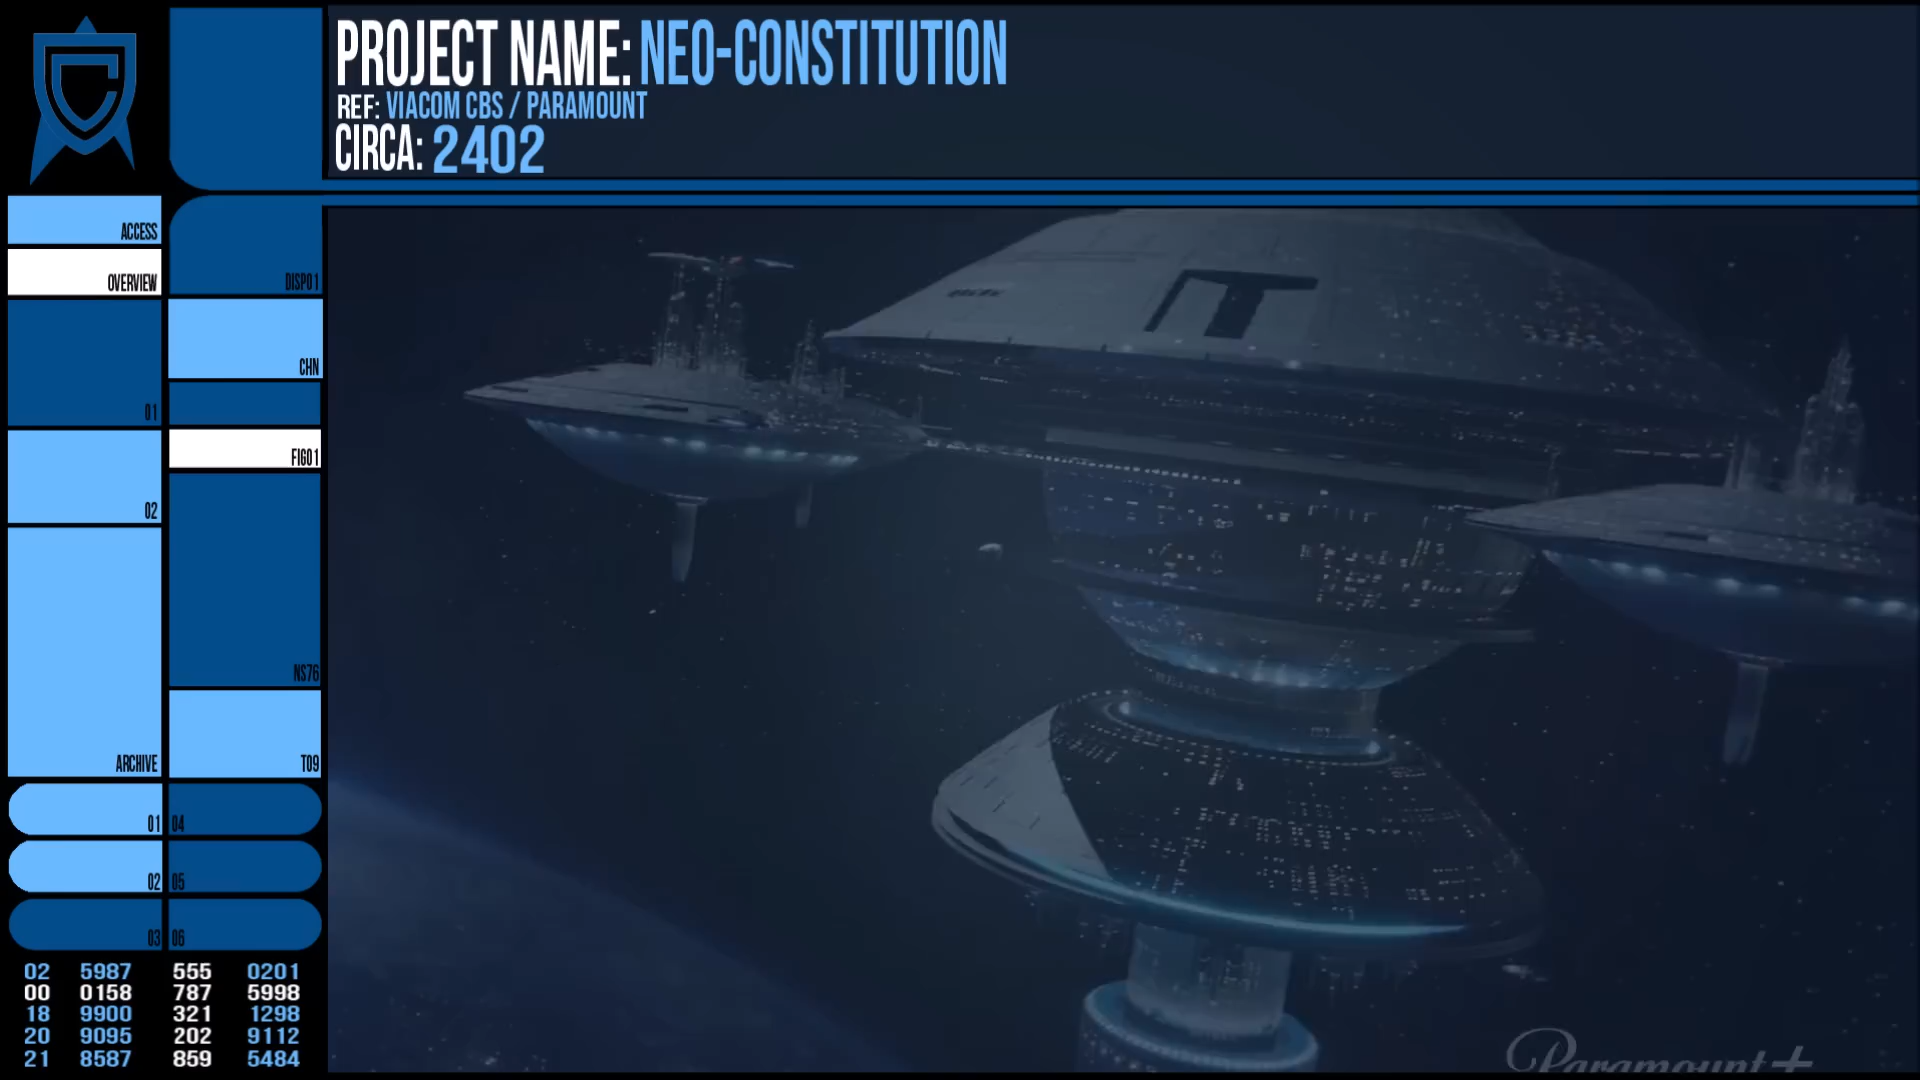 PROJECT NAME: NEO-CONSTITUTION
REF: VIACOM CBS / PARAMOUNT
CIRCA: 2402
ACCESS
OVERVIEW
DISP01
CHN
01
FIG01
02
NS76
ARCHIVE
T09
01 04
02 05
03 06
02 5987 555 0201
00 0158 787 5998
18 9900 321 1298
20 9095 202 9112
21 8587 859 5484
Paramount+